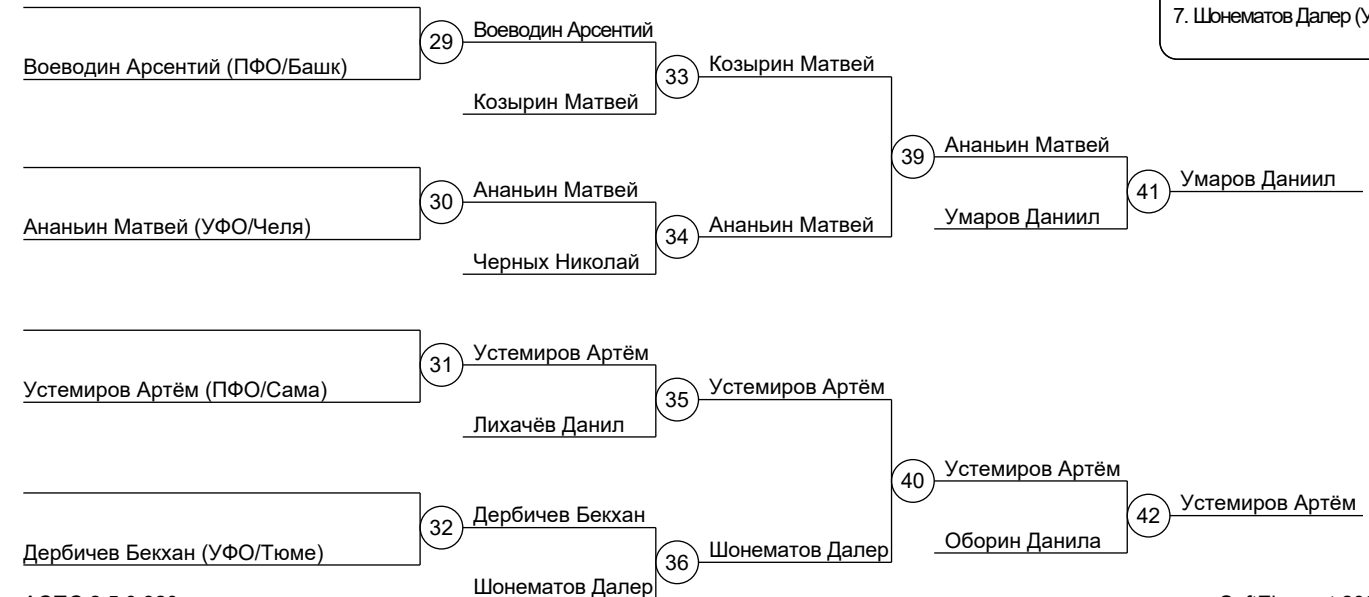 7. Шонематов Далер (У
29
Воеводин Арсентий
Воеводин Арсентий (ПФО/Башк)
33
Козырин Матвей
Козырин Матвей
39
Ананьин Матвей
30
Ананьин Матвей
41
Умаров Даниил
Ананьин Матвей (УФО/Челя)
34
Ананьин Матвей
Умаров Даниил
Черных Николай
31
Устемиров Артём
Устемиров Артём (ПФО/Сама)
35
Устемиров Артём
Лихачёв Данил
40
Устемиров Артём
32
Дербичев Бекхан
42
Устемиров Артём
Дербичев Бекхан (УФО/Тюме)
36
Шонематов Далер
Оборин Данила
Шонематов Далер